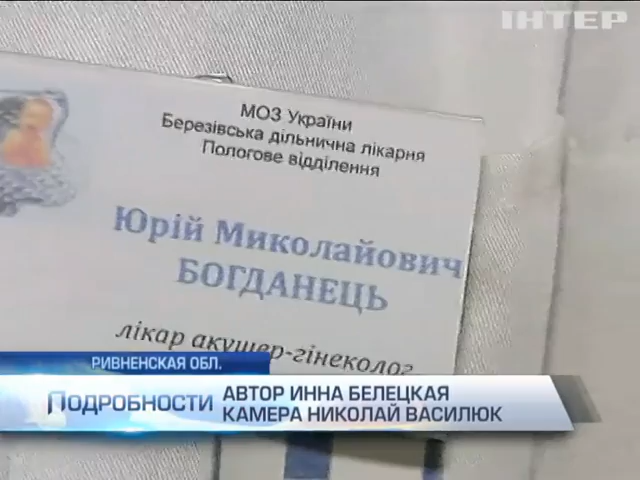 ІНТЕР
МОЗ України
Березівська дільнична лікарня
Пологове відділення
Юрій Миколайович
БОГДАНЕЦЬ
лікар акушер-гінеколог
РИВНЕНСКАЯ ОБЛ.
ПОДРОБНОСТИ
АВТОР ИННА БЕЛЕЦКАЯ
КАМЕРА НИКОЛАЙ ВАСИЛЮК